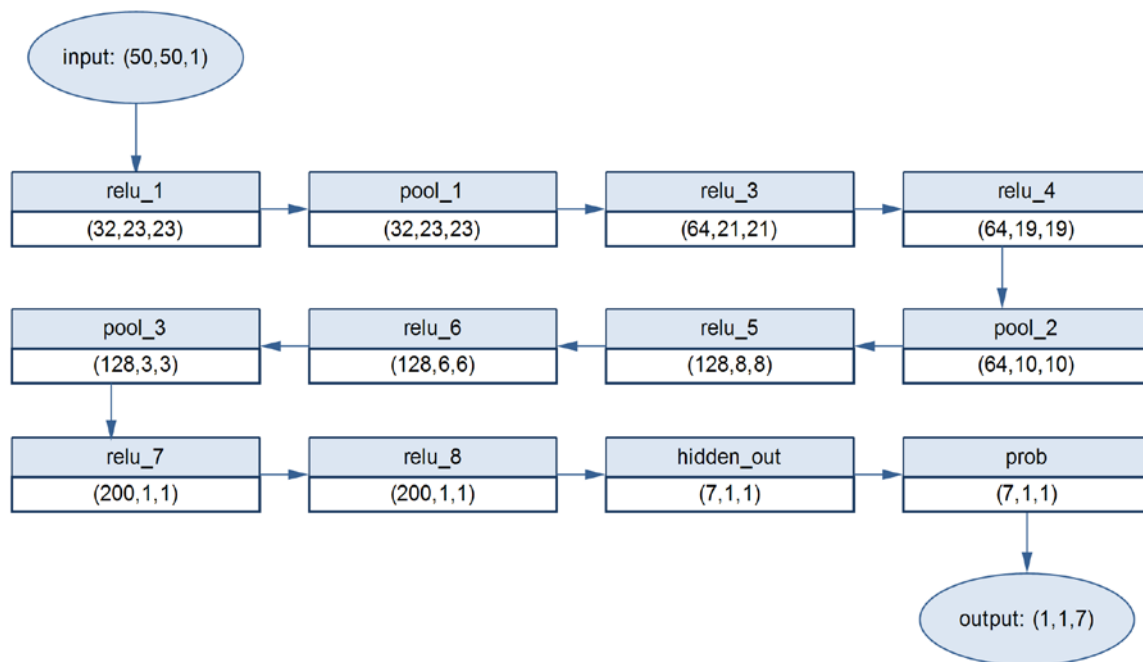 input: (50,50,1)
relu_1
(32,23,23)
pool_1
(32,23,23)
relu_3
(64,21,21)
relu_4
(64,19,19)
pool_2
(64,10,10)
relu_5
(128,8,8)
relu_6
(128,6,6)
pool_3
(128,3,3)
relu_7
(200,1,1)
relu_8
(200,1,1)
hidden_out
(7,1,1)
prob
(7,1,1)
output: (1,1,7)